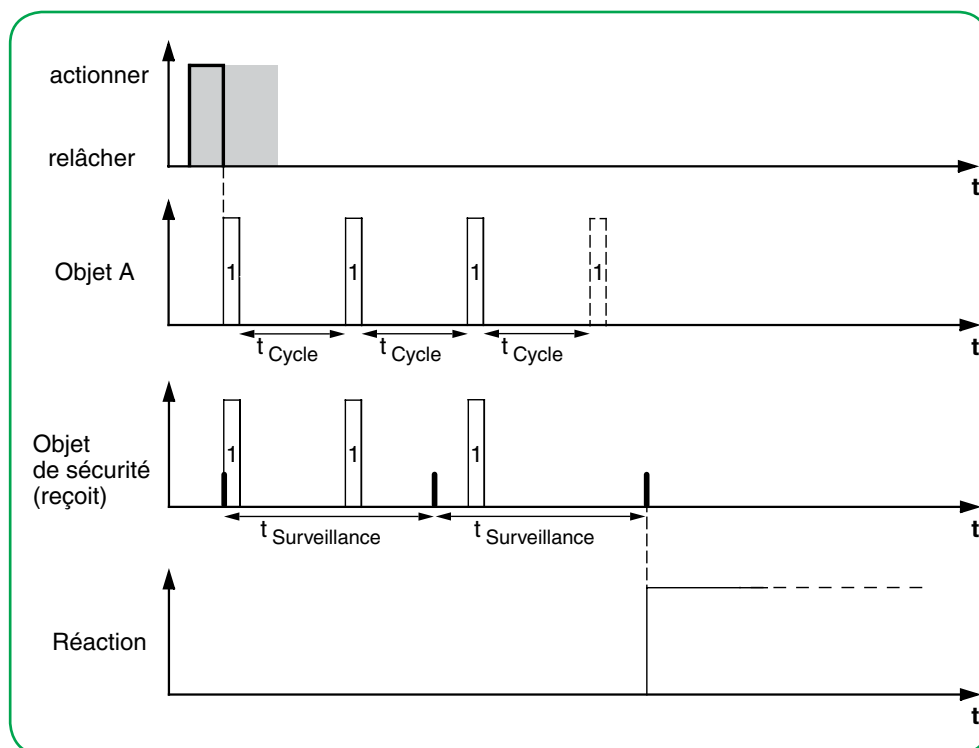 actionner
relâcher
t
Objet A
1 1 1 1
t Cycle t Cycle t Cycle
t
Objet
de sécurité
(reçoit)
1 1 1
t Surveillance t Surveillance
t
Réaction
t